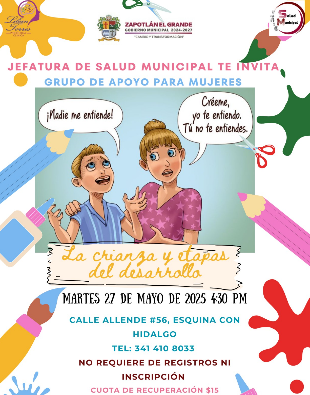 ZAPOTLÁN EL GRANDE
GOBIERNO MUNICIPAL 2024-2027
Salud
JEFATURA DE SALUD MUNICIPAL TE INVITA
GRUPO DE APOYO PARA MUJERES
¡Nadie me entiende!
Créeme,
yo te entiendo.
Tú no te entiendes.
La crianza y etapas
del desarrollo
MARTES 27 DE MAYO DE 2025 4:30 PM
CALLE ALLENDE #56, ESQUINA CON
HIDALGO
TEL: 341 410 8033
NO REQUIERE DE REGISTROS NI
INSCRIPCIÓN
CUOTA DE RECUPERACIÓN $15